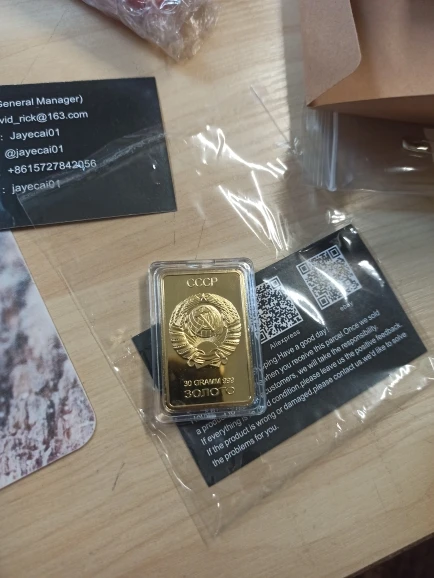 General Manager)
vid_rick@163.com
: Jayecai01
@jayecai01
+8615727842056
: jayecai01
СССР
30 GRAMM 999
ЗОЛОТО
Aliexpress
ebay
ping Have a good day
when you receive this parcel Once we sold
customers, we will take the responsibility.
If everything condition please leave us the positive feedback.
If the product is wrong or damaged please contact us we'd like to solve
the problems for you.